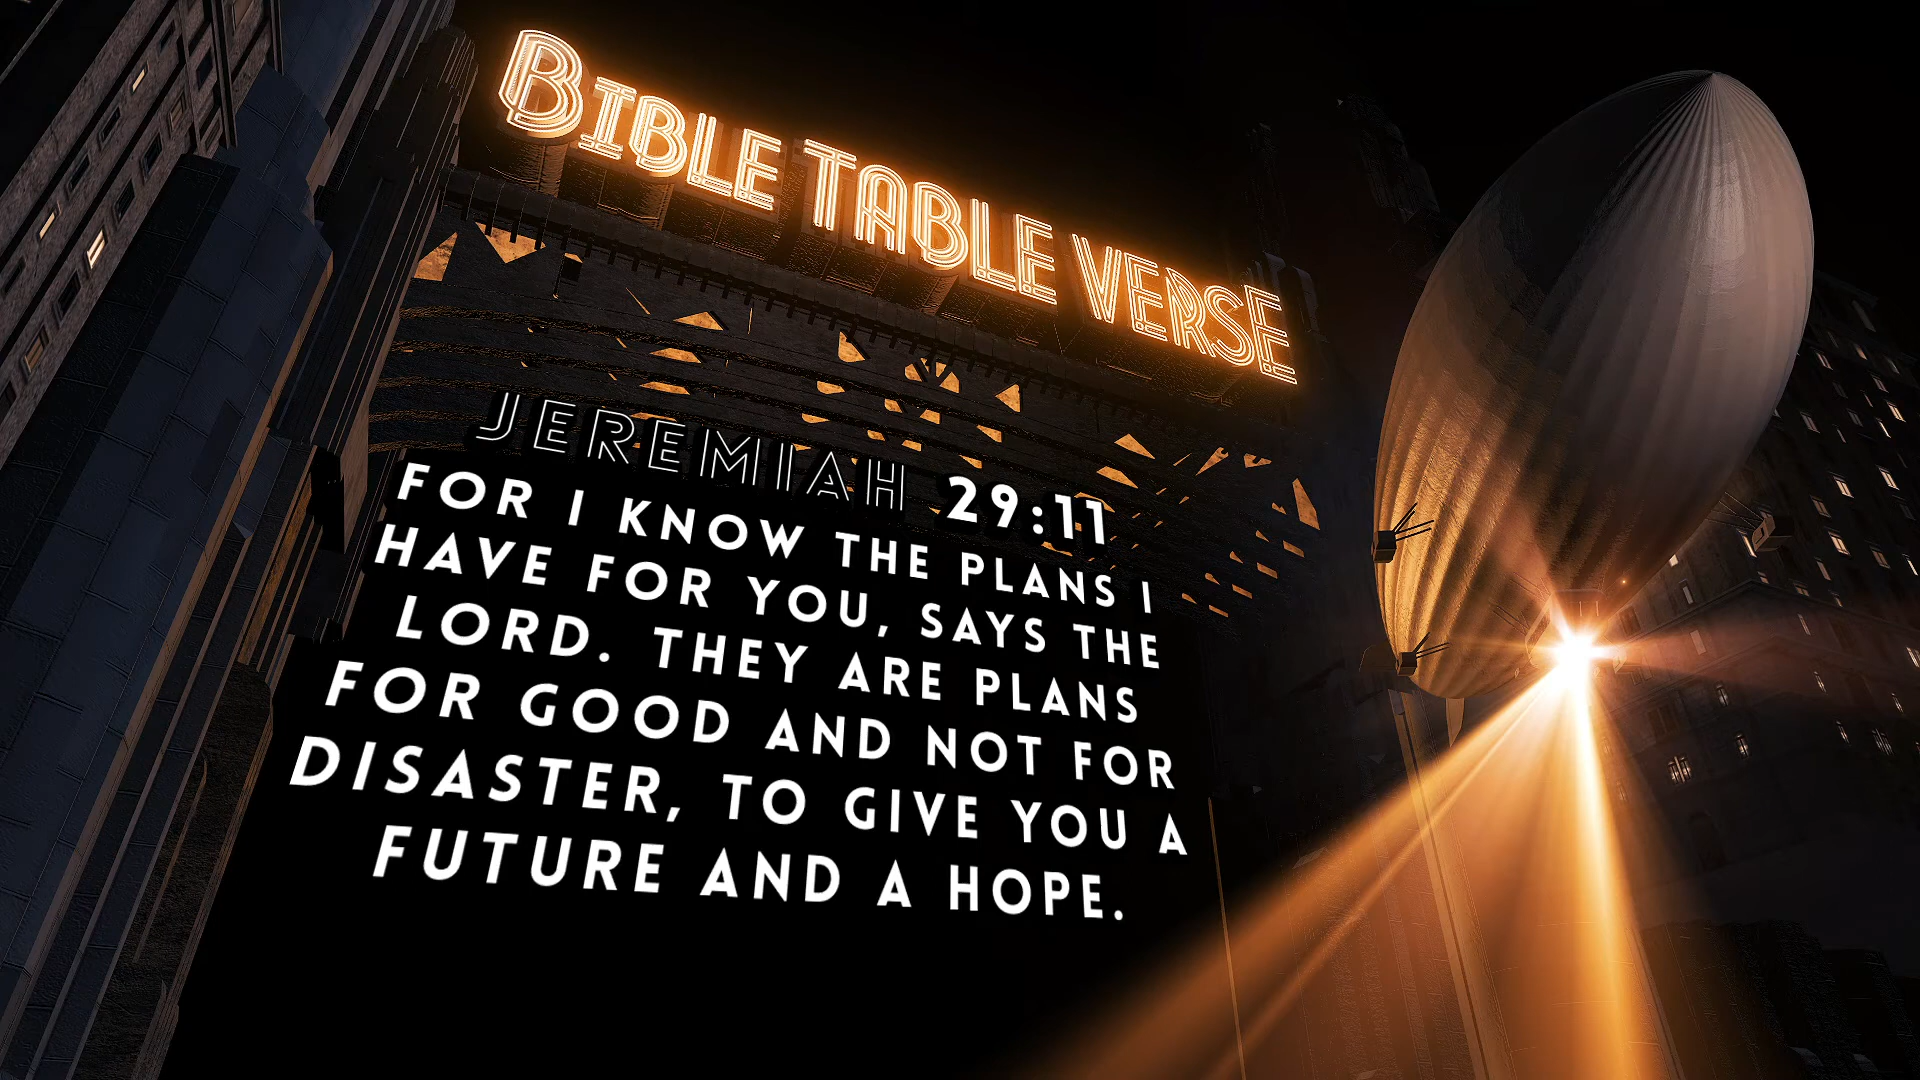 BIBLE TABLE VERSE
JEREMIAH 29:11
FOR I KNOW THE PLANS I
HAVE FOR YOU, SAYS THE
LORD. THEY ARE PLANS
FOR GOOD AND NOT FOR
DISASTER, TO GIVE YOU A
FUTURE AND A HOPE.